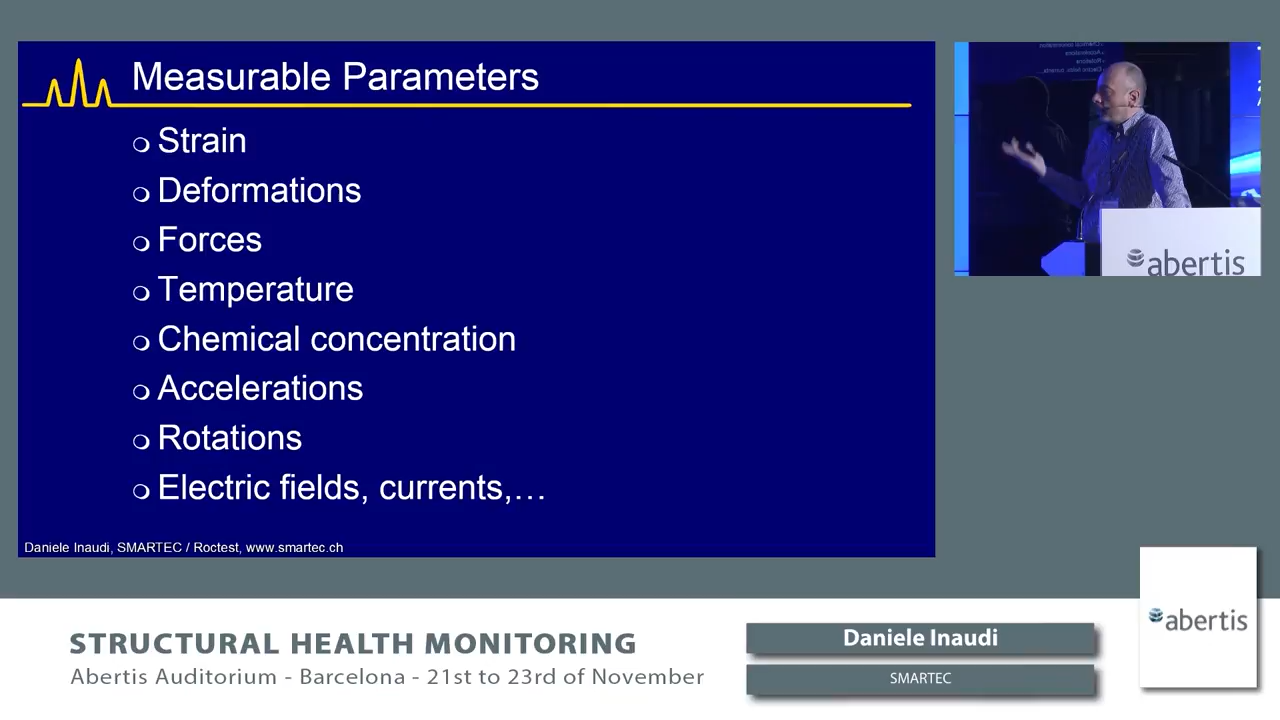 Measurable Parameters
Strain
Deformations
Forces
Temperature
Chemical concentration
Accelerations
Rotations
Electric fields, currents,…
Daniele Inaudi, SMARTEC / Roctest, www.smartec.ch
abertis
STRUCTURAL HEALTH MONITORING
Abertis Auditorium - Barcelona - 21st to 23rd of November
Daniele Inaudi
SMARTEC
abertis